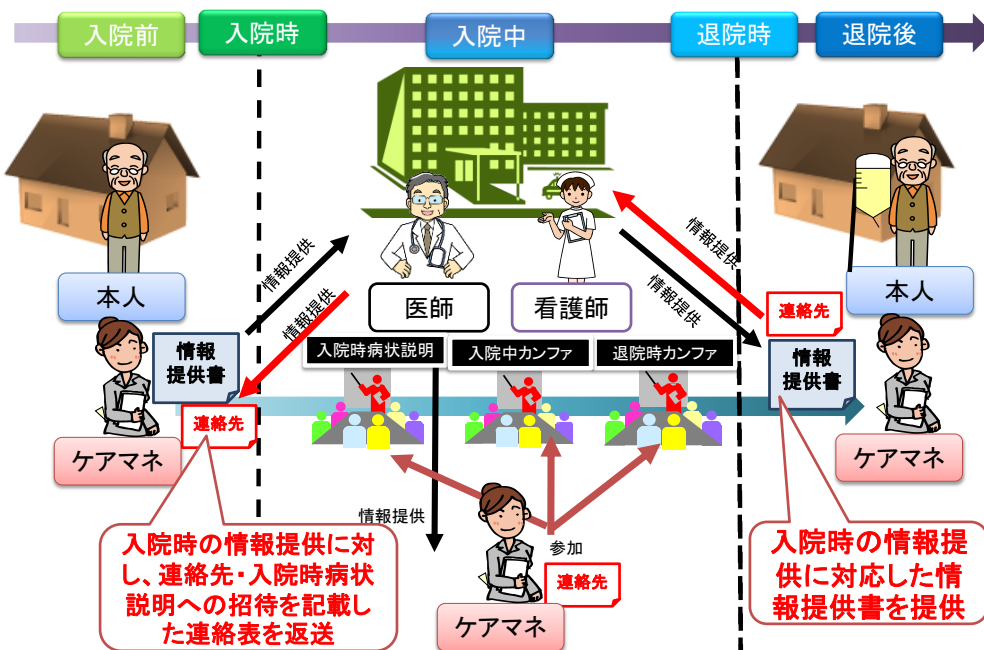 入院前
入院時
入院中
退院時
退院後
情報提供
情報提供
情報提供
情報提供
連絡先
本人
医師
看護師
本人
情報
提供書
入院時病状説明
入院中カンファ
退院時カンファ
情報
提供書
連絡先
ケアマネ
ケアマネ
情報提供
参加
連絡先
ケアマネ
入院時の情報提供に対
し、連絡先・入院時病状
説明への招待を記載し
た連絡表を返送
入院時の情報提
供に対応した情
報提供書を提供